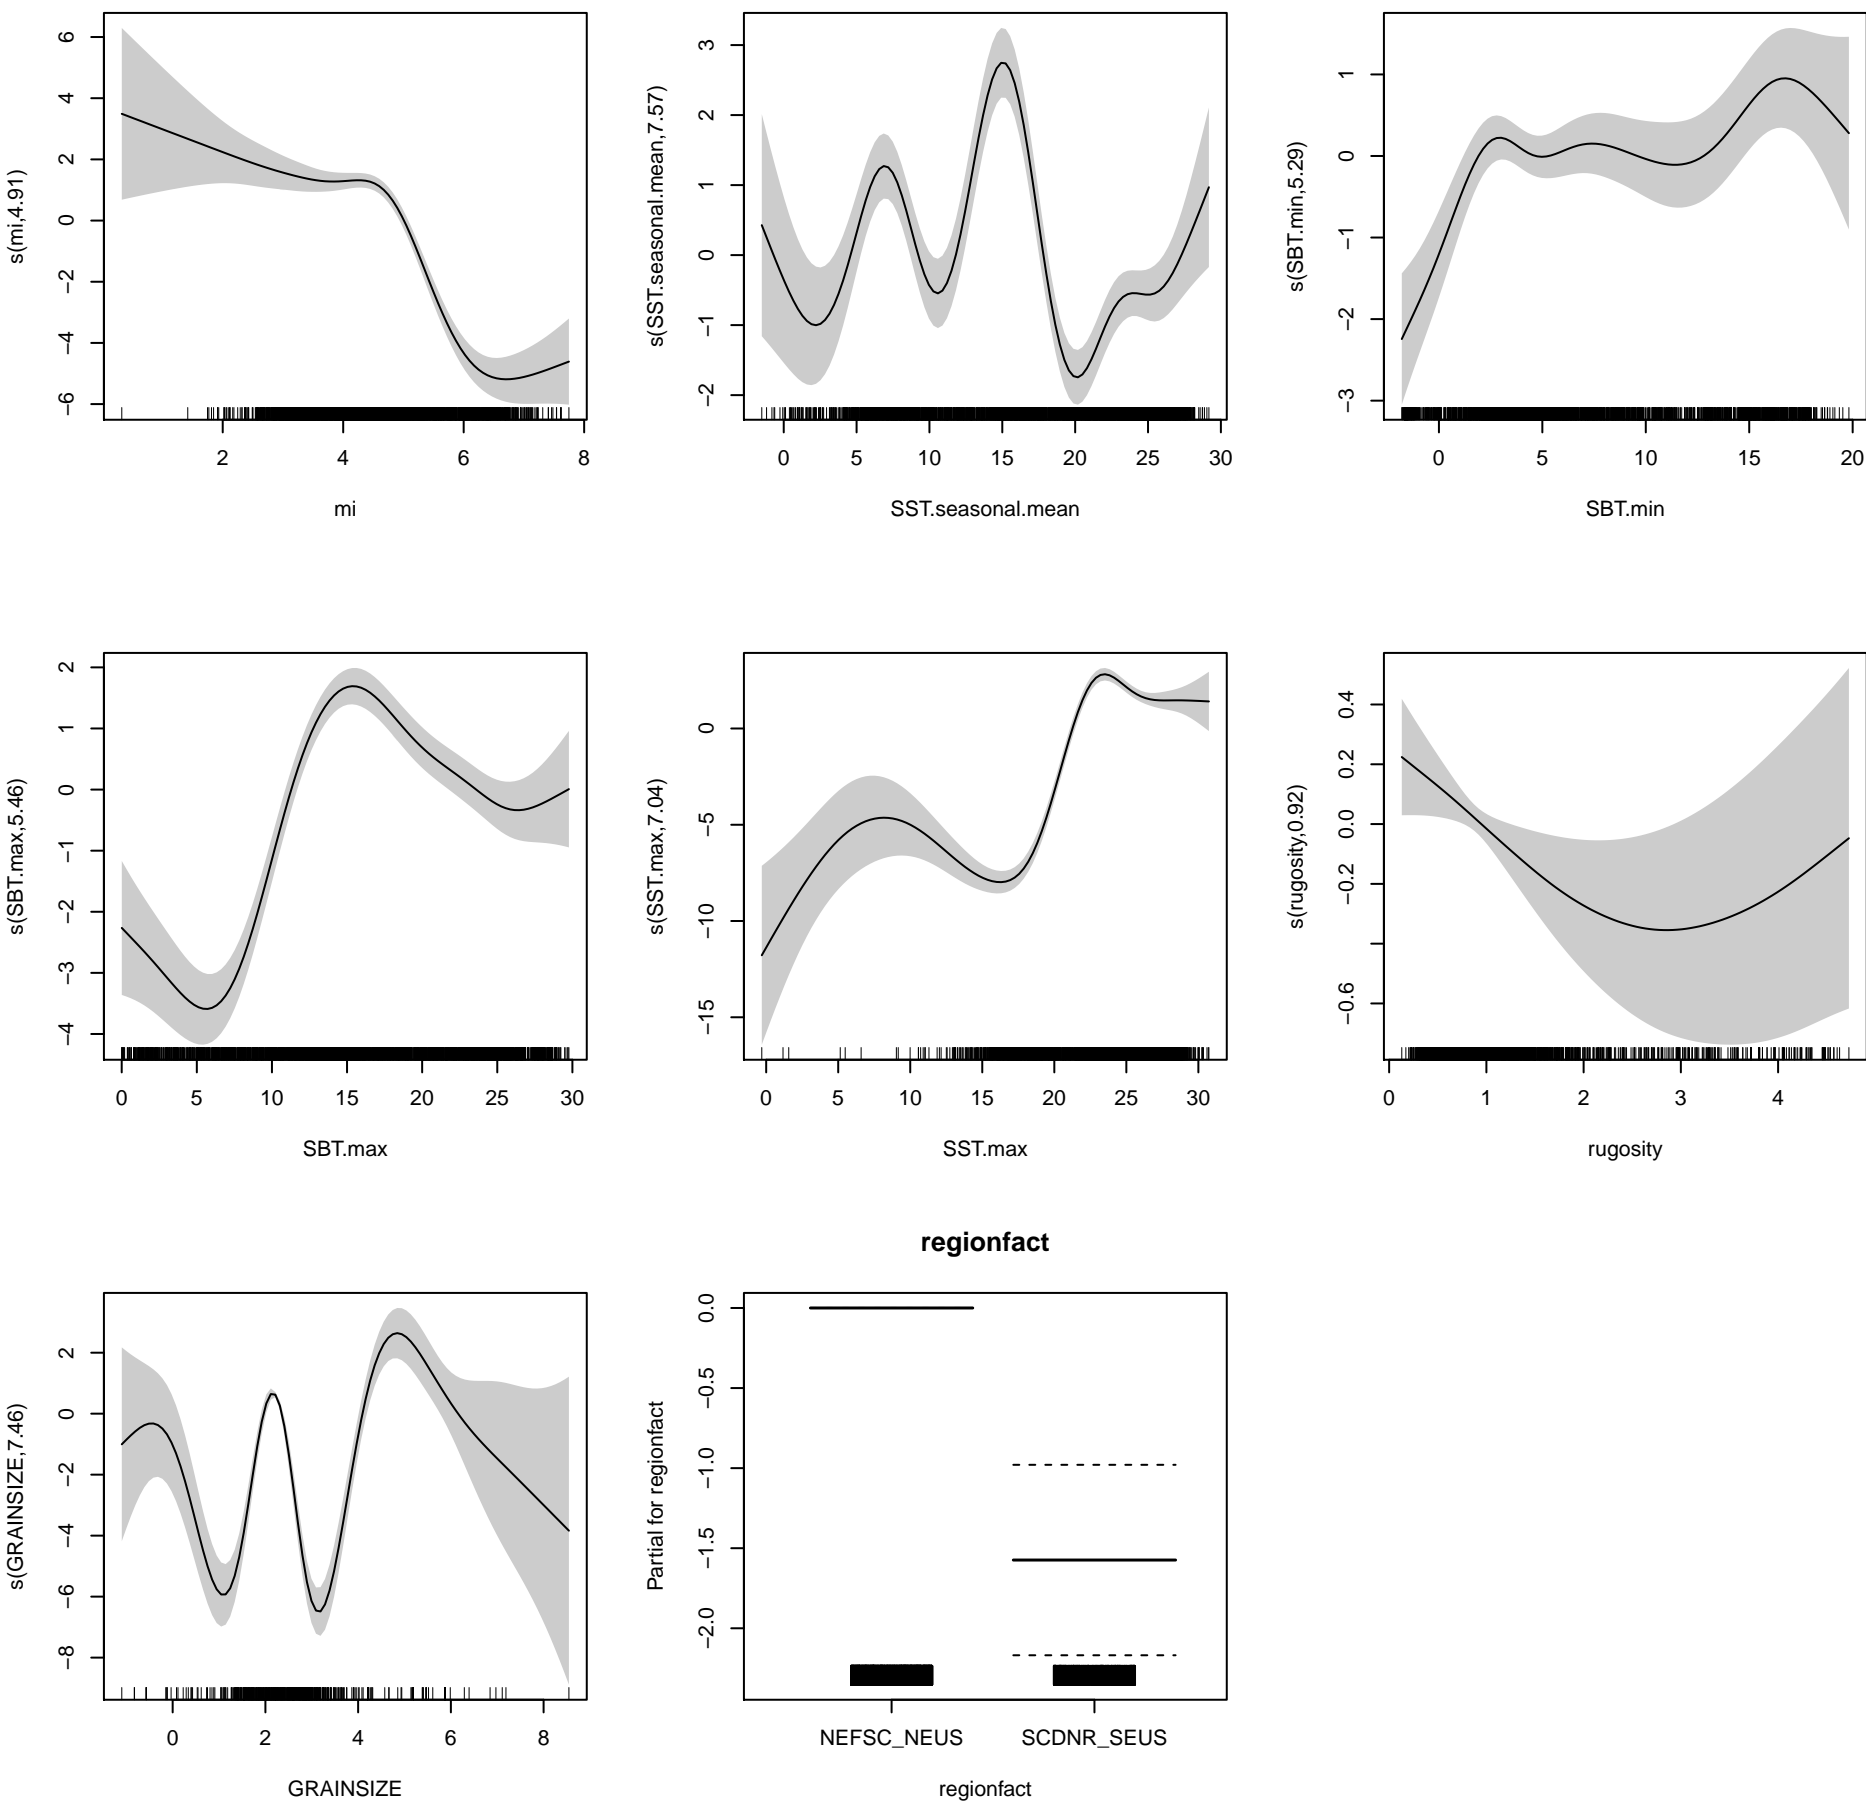 s(mi,4.91)
6
4
2
0
−2
−4
−6
2 4 6 8
mi
s(SST.seasonal.mean,7.57)
3
2
1
0
−1
−2
0 5 10 15 20 25 30
SST.seasonal.mean
s(SBT.min,5.29)
1
0
−1
−2
−3
0 5 10 15 20
SBT.min
s(SBT.max,5.46)
2
1
0
−1
−2
−3
−4
0 5 10 15 20 25 30
SBT.max
s(SST.max,7.04)
0
−5
−10
−15
0 5 10 15 20 25 30
SST.max
s(rugosity,0.92)
0.4
0.2
0.0
−0.2
−0.6
0 1 2 3 4
rugosity
s(GRAINSIZE,7.46)
2
0
−2
−4
−6
−8
0 2 4 6 8
GRAINSIZE
regionfact
Partial for regionfact
0.0
−0.5
−1.0
−1.5
−2.0
NEFSC_NEUS SCDNR_SEUS
regionfact